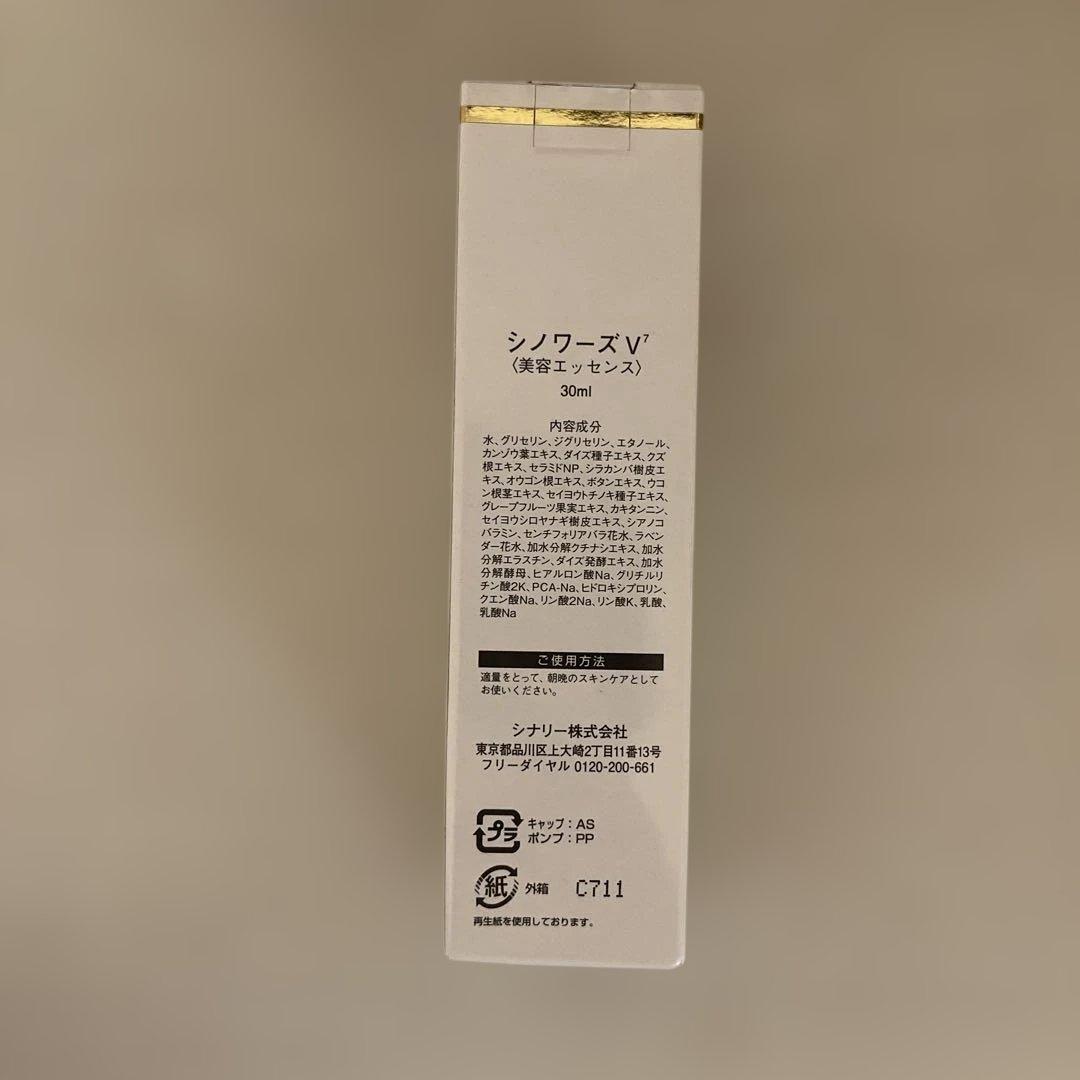 シノワーズ V⁷
〈美容エッセンス〉
30ml
内容成分
水、グリセリン、ジグリセリン、エタノール、
カンゾウ葉エキス、ダイズ種子エキス、クズ
根エキス、セラミドNP、シラカンバ樹皮エ
キス、オウゴン根エキス、ボタンエキス、ウコ
ン根茎エキス、セイヨウトチノキ種子エキス、
グレープフルーツ果実エキス、カキタンニン、
セイヨウシロヤナギ樹皮エキス、シアノコ
バラミン、センチフォリアバラ花水、ラベン
ダー花水、加水分解クチナシエキス、加水
分解エラスチン、ダイズ発酵エキス、加水
分解酵母、ヒアルロン酸Na、グリチルリ
チン酸2K、PCA-Na、ヒドロキシプロリン、
クエン酸Na、リン酸2Na、リン酸K、乳酸、
乳酸Na
ご使用方法
適量をとって、朝晩のスキンケアとして
お使いください。
シナリー株式会社
東京都品川区上大崎2丁目11番13号
フリーダイヤル 0120-200-661
プラ
キャップ：AS
ポンプ：PP
紙 外箱 C711
再生紙を使用しております。